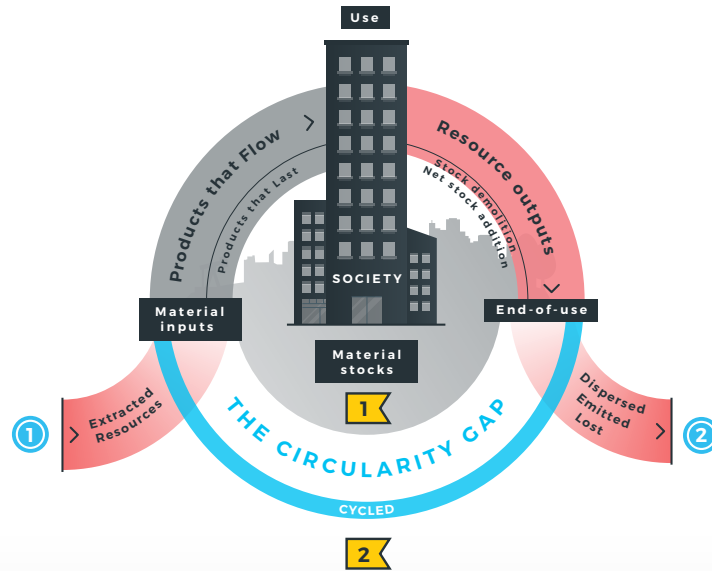 Use
Products that Flow
Products that Last
Resource outputs
Stock demolition
Net stock addition
SOCIETY
Material
inputs
End-of-use
Material
stocks
1
Extracted
Resources
1
Dispersed
Emitted
Lost
2
THE CIRCULARITY GAP
CYCLED
2